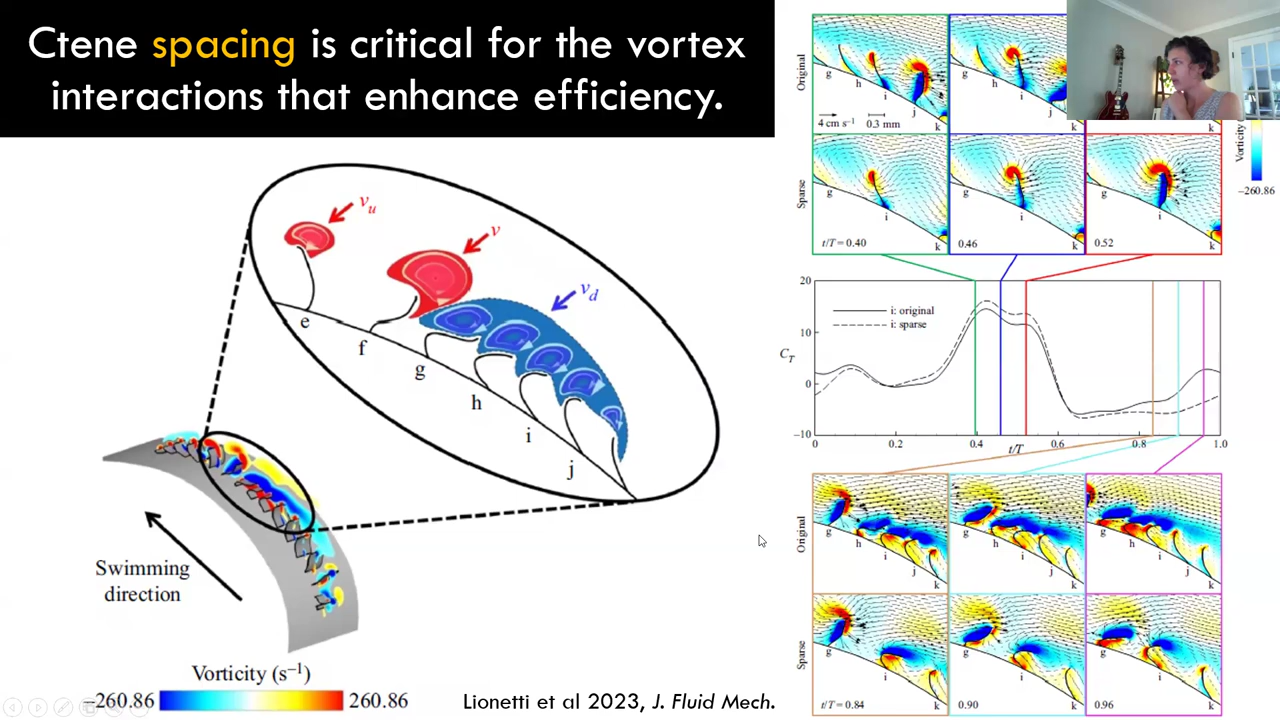 Ctene spacing is critical for the vortex
interactions that enhance efficiency.
v_u
v
v_d
e
f
g
h
i
j
Swimming
direction
Vorticity (s⁻¹)
−260.86
260.86
Lionetti et al 2023, J. Fluid Mech.
Original
g
h
i
j
k
4 cm s⁻¹
0.3 mm
g
h
i
k
k
Vorticity
−260.86
Sparse
g
i
k
t/T = 0.40
g
i
k
0.46
g
i
k
0.52
20
10
0
−10
C_T
i: original
i: sparse
0
0.2
0.4
0.6
0.8
1.0
t/T
Original
g
h
i
j
k
g
h
i
j
k
g
h
i
j
k
Sparse
g
i
k
t/T = 0.84
g
i
k
0.90
g
i
k
0.96